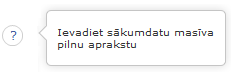 ?
Ievadiet sākumdatu masīva
pilnu aprakstu